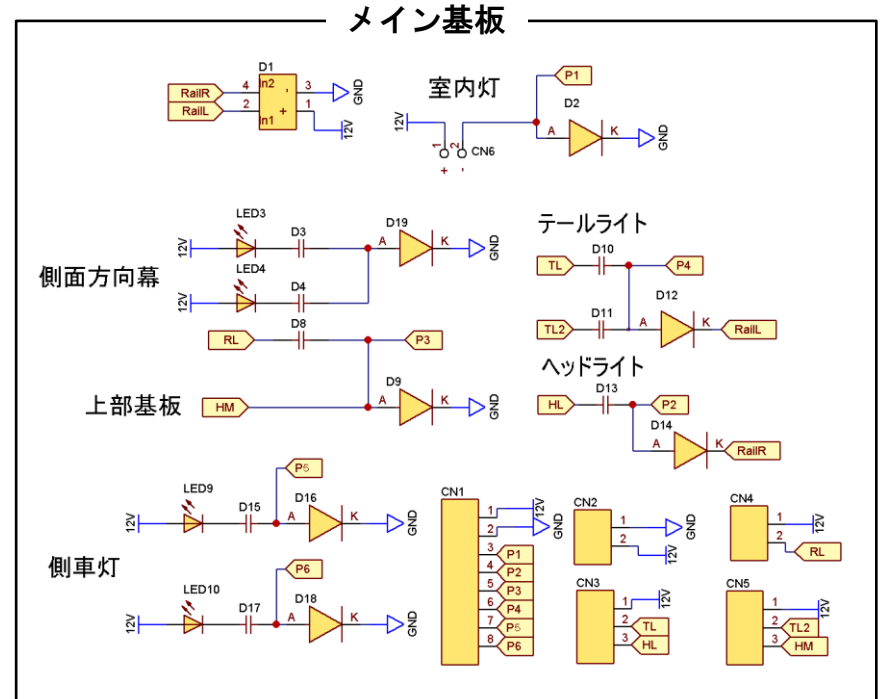 メイン基板
D1
RailR 4 In2 - 3 GND
RailL 2 In1 + 1 12V
室内灯
12V 1 2 CN6
+ -
P1
D2
A K GND
側面方向幕
12V LED3 D3 D19 A K GND
12V LED4 D4
上部基板
RL D8 P3
HM D9 A K GND
テールライト
TL D10 P4
TL2 D11 D12 A K RailL
ヘッドライト
HL D13 P2
D14 A K RailR
側車灯
P5
12V LED9 D15 D16 A K GND
P6
12V LED10 D17 D18 A K GND
CN1
1 12V
2 GND
3 P1
4 P2
5 P3
6 P4
7 P5
8 P6
CN2
1 GND
2 12V
CN3
1 12V
2 TL
3 HL
CN4
1 12V
2 RL
CN5
1 12V
2 TL2
3 HM